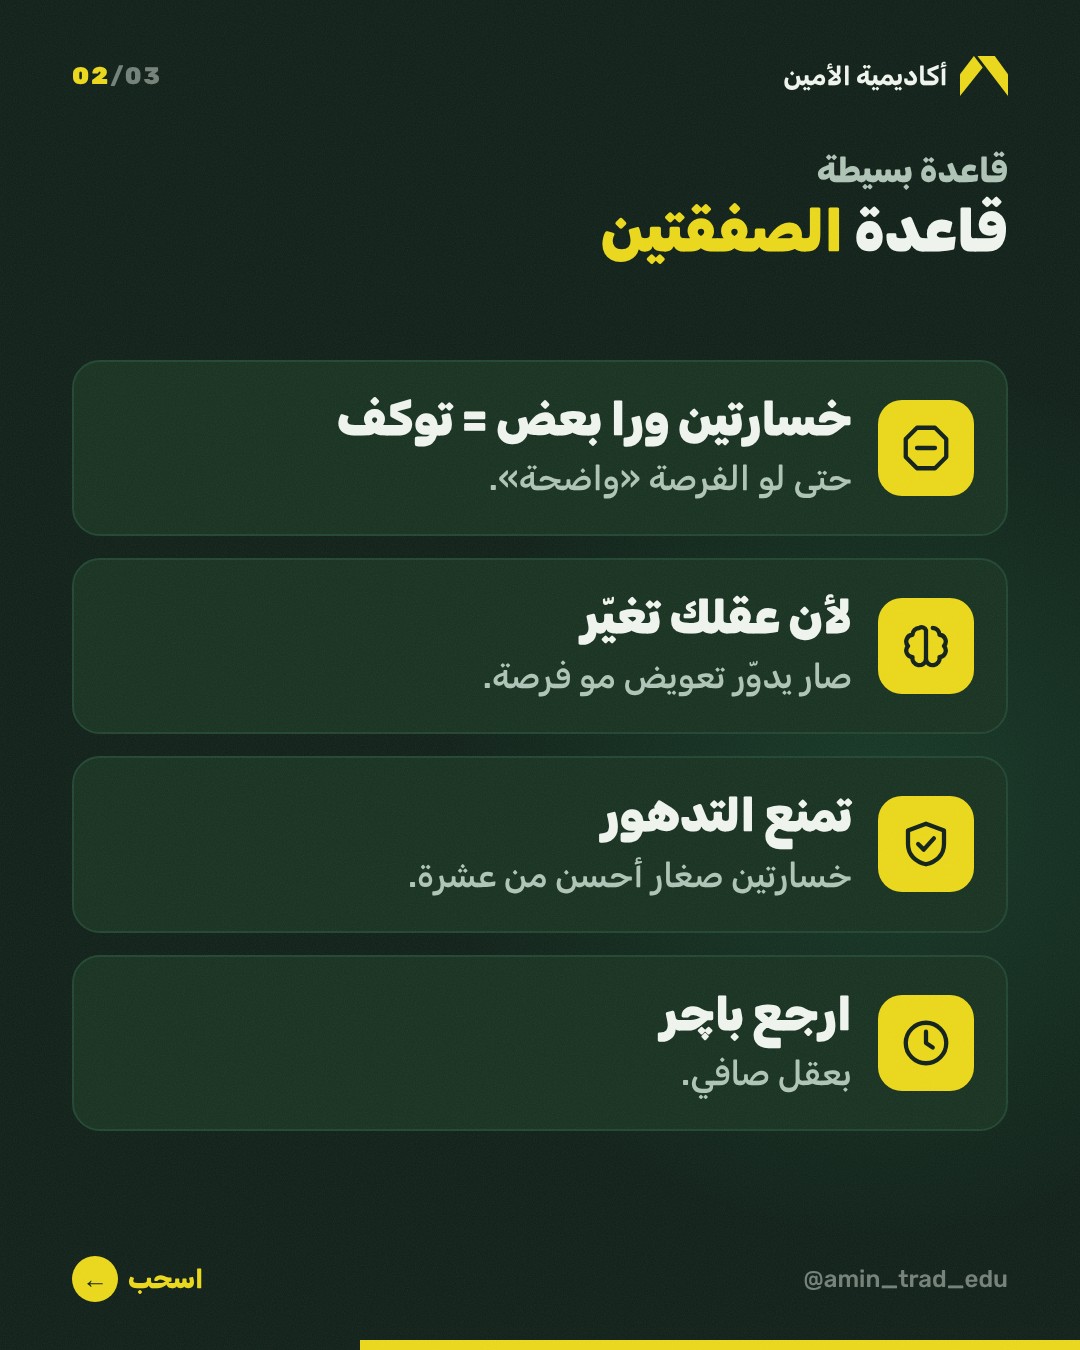 أكاديمية الأمين
02/03
قاعدة بسيطة
قاعدة الصفقتين
خسارتين ورا بعض = توكف
حتى لو الفرصة «واضحة».
لأن عقلك تغيّر
صار يدوّر تعويض مو فرصة.
تمنع التدهور
خسارتين صغار أحسن من عشرة.
ارجع باچر
بعقل صافي.
@amin_trad_edu
اسحب ←